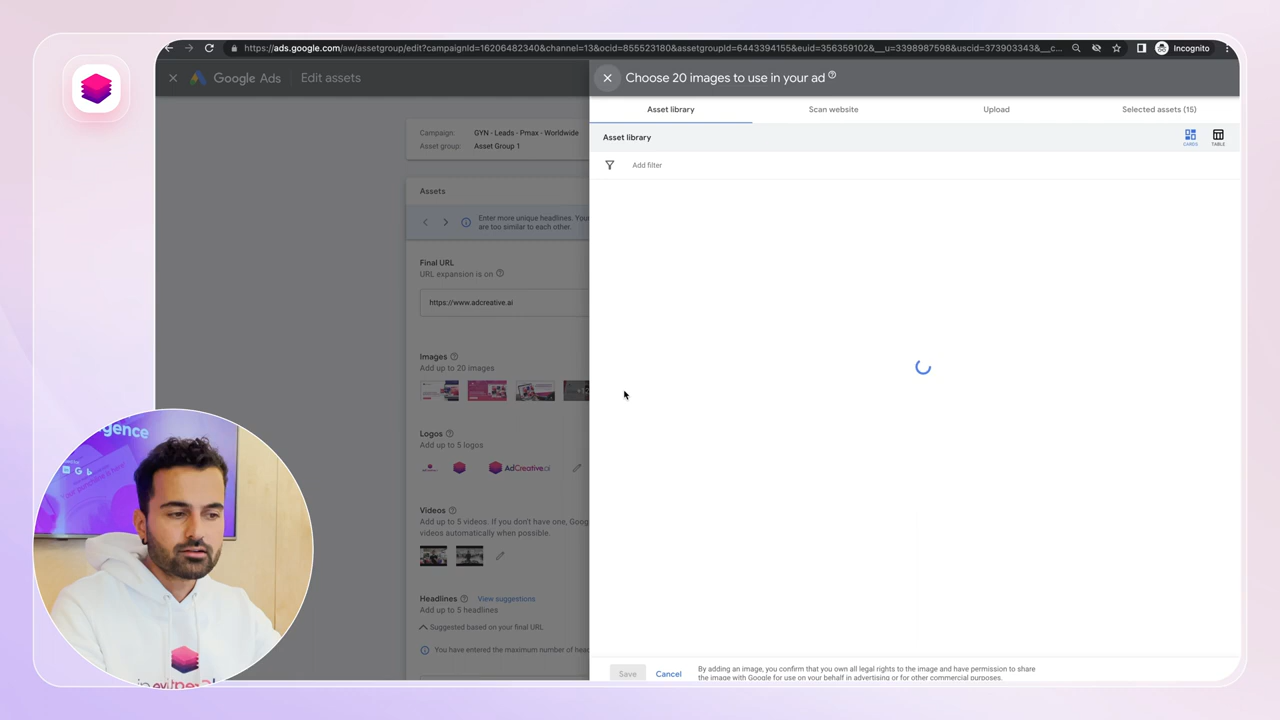 https://ads.google.com/aw/assetgroup/edit?campaignId=16206482340&channel=13&ocid=855523180&assetgroupId=6443394155&euid=356359102&__u=3398987598&uscid=373903343&__c...
Incognito
Google Ads
Edit assets
Choose 20 images to use in your ad
Asset library
Scan website
Upload
Selected assets (15)
Asset library
CARDS
TABLE
Add filter
Campaign: GYN - Leads - Pmax - Worldwide
Asset group: Asset Group 1
Assets
Enter more unique headlines. Your
are too similar to each other.
Final URL
URL expansion is on
https://www.adcreative.ai
Images
Add up to 20 images
Logos
Add up to 5 logos
AdCreative.ai
Videos
Add up to 5 videos. If you don't have one, Goog
videos automatically when possible.
Headlines
View suggestions
Add up to 5 headlines
Suggested based on your final URL
You have entered the maximum number of head
Save
Cancel
By adding an image, you confirm that you own all legal rights to the image and have permission to share
the image with Google for use on your behalf in advertising or for other commercial purposes.